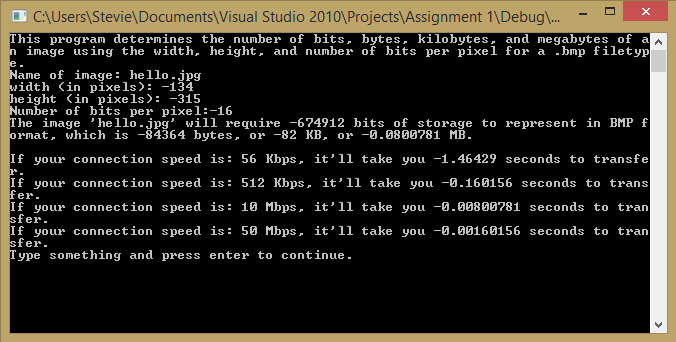 C:\Users\Stevie\Documents\Visual Studio 2010\Projects\Assignment 1\Debug\...
This program determines the number of bits, bytes, kilobytes, and megabytes of a
n image using the width, height, and number of bits per pixel for a .bmp filetyp
e.
Name of image: hello.jpg
width (in pixels): -134
height (in pixels): -315
Number of bits per pixel:-16
The image 'hello.jpg' will require -674912 bits of storage to represent in BMP f
ormat, which is -84364 bytes, or -82 KB, or -0.0800781 MB.
If your connection speed is: 56 Kbps, it'll take you -1.46429 seconds to transfe
r.
If your connection speed is: 512 Kbps, it'll take you -0.160156 seconds to trans
fer.
If your connection speed is: 10 Mbps, it'll take you -0.00800781 seconds to tran
sfer.
If your connection speed is: 50 Mbps, it'll take you -0.00160156 seconds to tran
sfer.
Type something and press enter to continue.